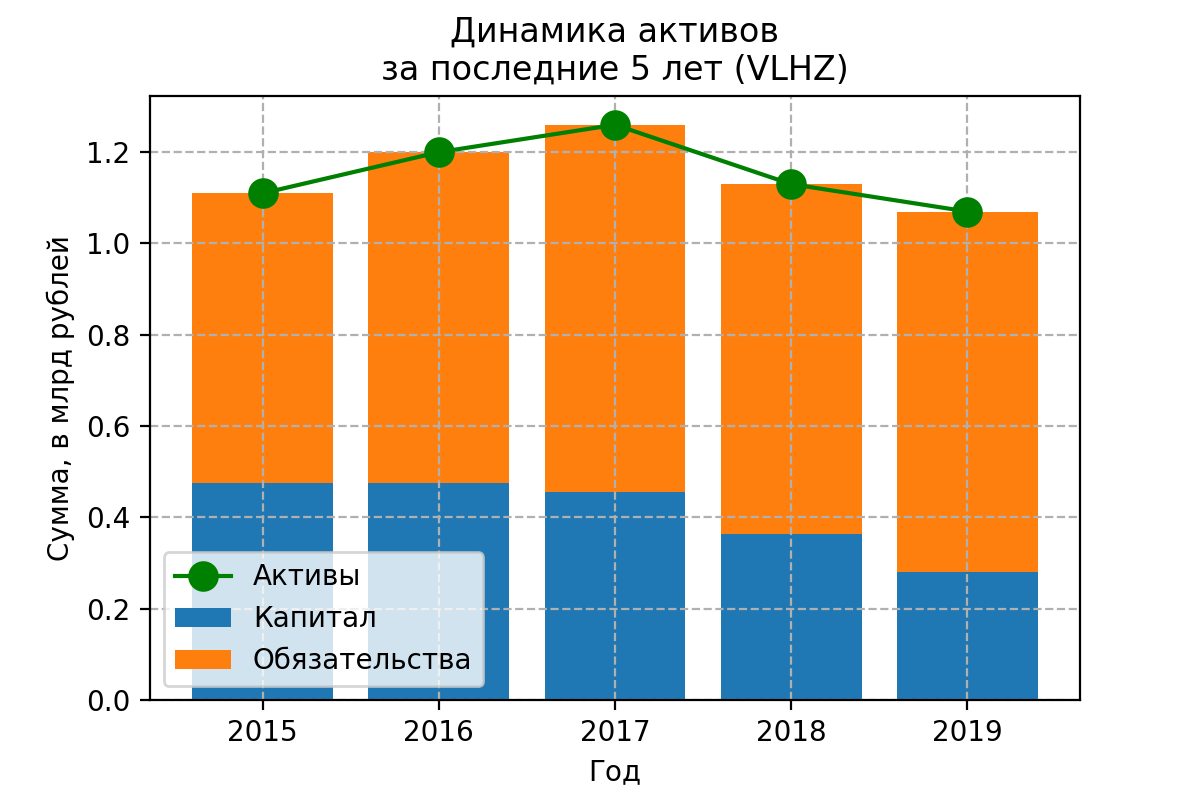 Динамика активов
за последние 5 лет (VLHZ)
Сумма, в млрд рублей
1.2
1.0
0.8
0.6
0.4
0.2
0.0
Активы
Капитал
Обязательства
2015 2016 2017 2018 2019
Год